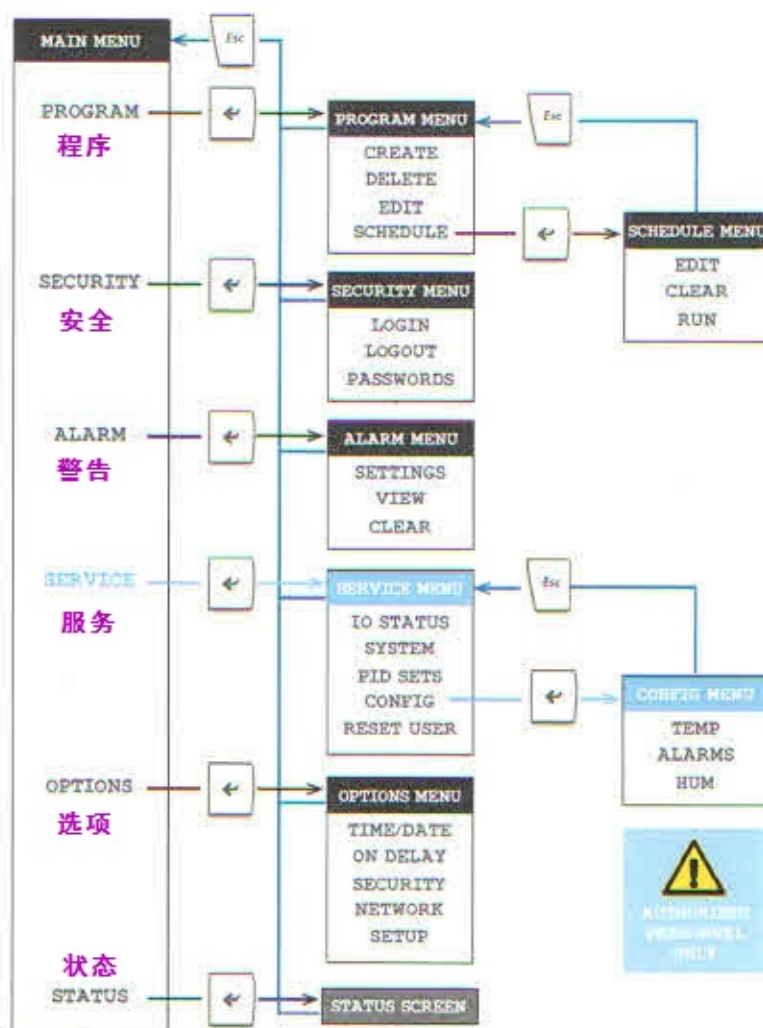 MAIN MENU
Esc
PROGRAM
程序
PROGRAM MENU
CREATE
DELETE
EDIT
SCHEDULE
Esc
SCHEDULE MENU
EDIT
CLEAR
RUN
SECURITY
安全
SECURITY MENU
LOGIN
LOGOUT
PASSWORDS
ALARM
警告
ALARM MENU
SETTINGS
VIEW
CLEAR
SERVICE
服务
SERVICE MENU
IO STATUS
SYSTEM
PID SETS
CONFIG
RESET USER
Esc
CONFIG MENU
TEMP
ALARMS
HUM
OPTIONS
选项
OPTIONS MENU
TIME/DATE
ON DELAY
SECURITY
NETWORK
SETUP
AUTHORIZED
PERSONNEL
ONLY
状态
STATUS
STATUS SCREEN